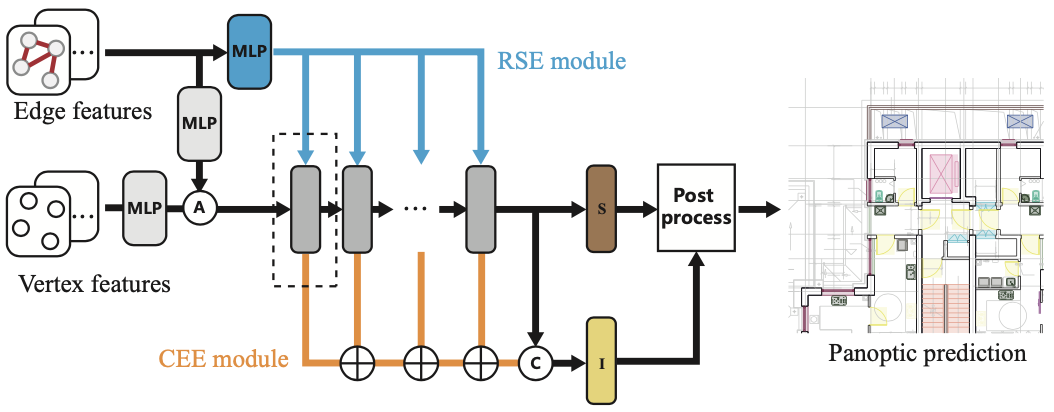 MLP
RSE module
Edge features
MLP
MLP
A
...
S
Post
process
Vertex features
CEE module
C
I
Panoptic prediction